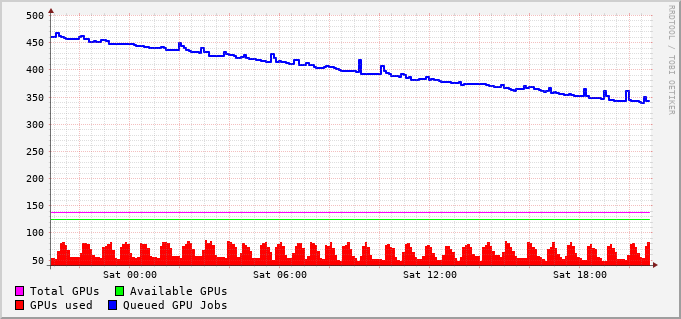 500
450
400
350
300
250
200
150
100
50
Sat 00:00 Sat 06:00 Sat 12:00 Sat 18:00
Total GPUs Available GPUs
GPUs used Queued GPU Jobs
RRDTOOL / TOBI OETIKER